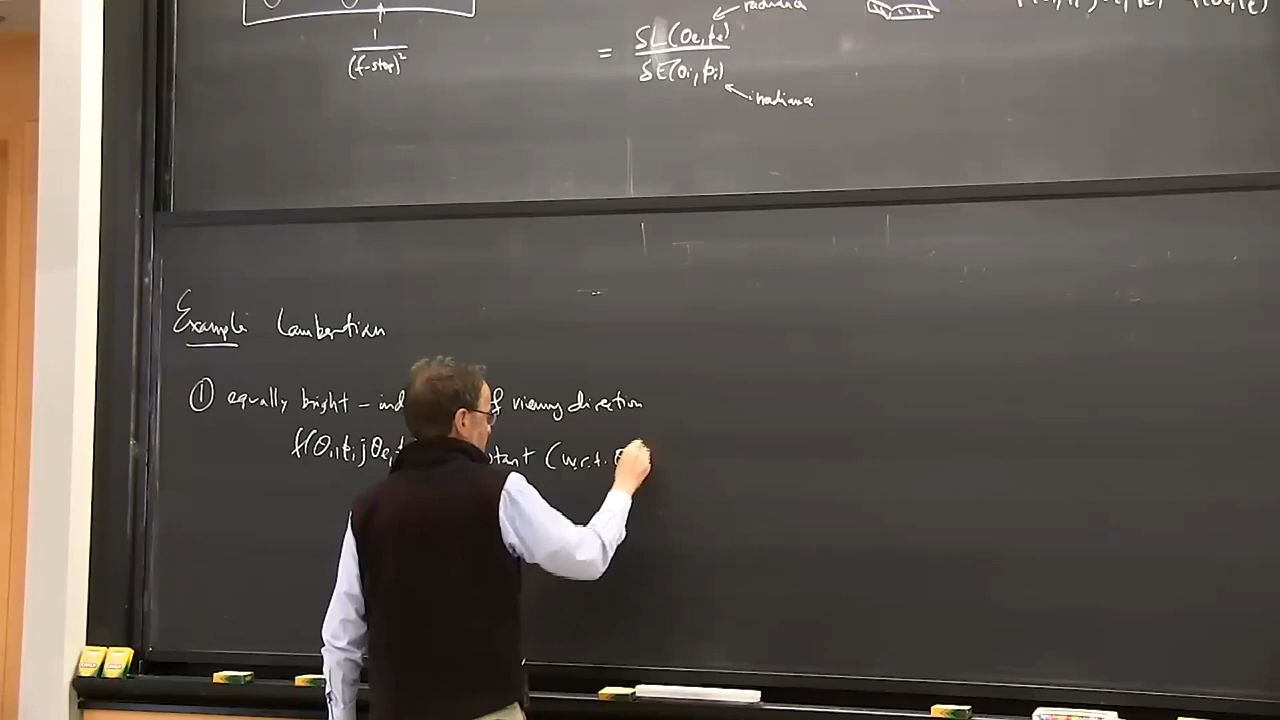 radiance
1
(f-stop)²
= δL(θe,ϕe)
δE(θi,ϕi)
irradiance
Example Lambertian
① equally bright - ind f viewing direction
f(θi,ϕi;θe, stant (w.r.t.